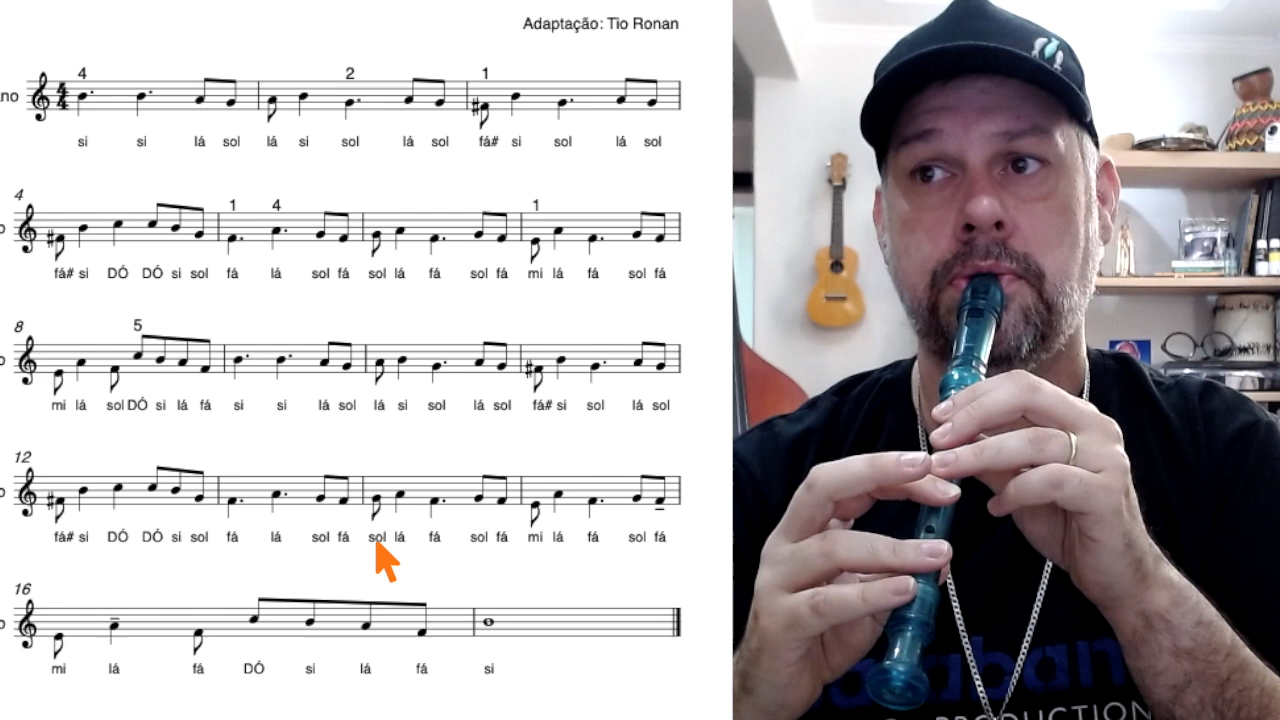 Adaptação: Tio Ronan
4 2 1
no
si si lá sol lá si sol lá sol fá# si sol lá sol
4 1 4 1
o
fá# si DÓ DÓ si sol fá lá sol fá sol lá fá sol fá mi lá fá sol fá
8 5
o
mi lá sol DÓ si lá fá si si lá sol lá si sol lá sol fá# si sol lá sol
12
o
fá# si DÓ DÓ si sol fá lá sol fá sol lá fá sol fá mi lá fá sol fá
16
o
mi lá fá DÓ si lá fá si
PRODUCTION